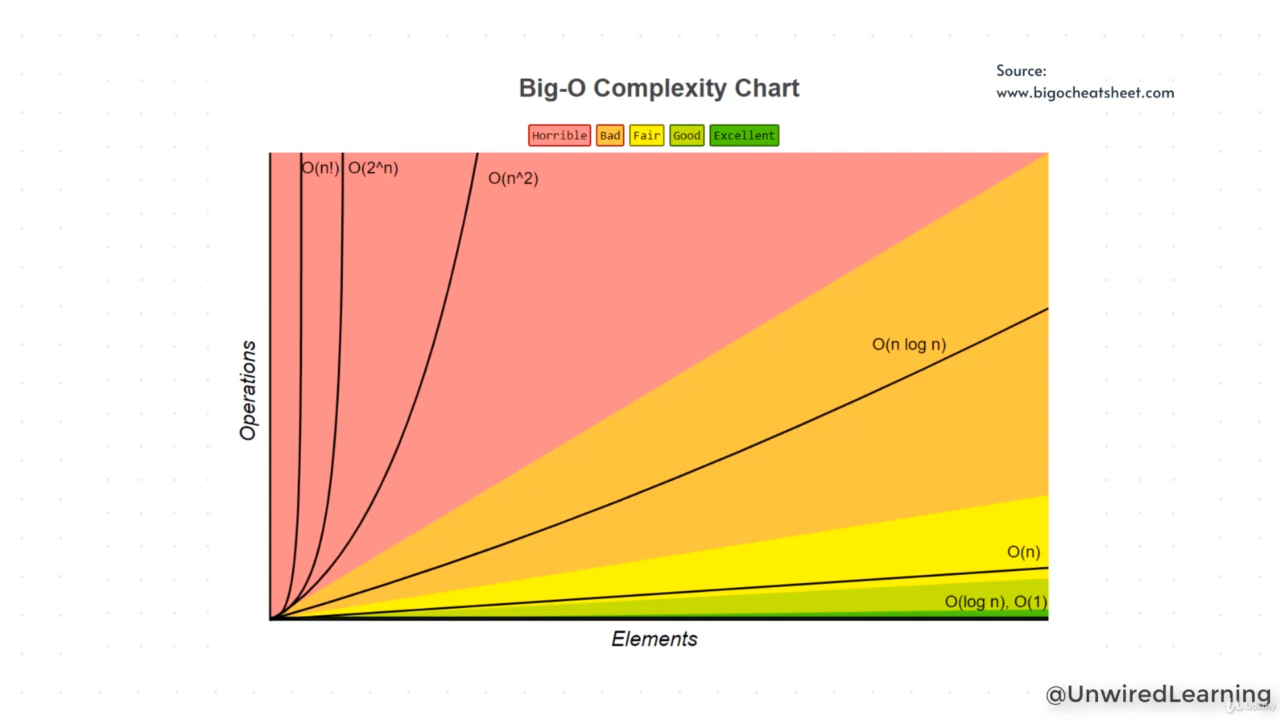 Source:
www.bigocheatsheet.com
Big-O Complexity Chart
Horrible Bad Fair Good Excellent
O(n!) O(2^n)
O(n^2)
O(n log n)
Operations
O(n)
O(log n), O(1)
Elements
@UnwiredLearning
Udemy